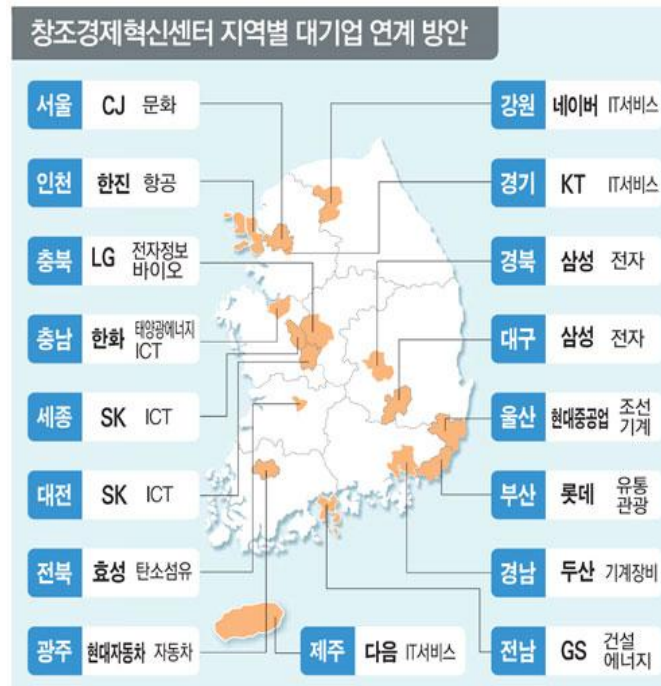 창조경제혁신센터 지역별 대기업 연계 방안
서울 CJ 문화
인천 한진 항공
충북 LG 전자정보
바이오
충남 한화 태양광에너지
ICT
세종 SK ICT
대전 SK ICT
전북 효성 탄소섬유
광주 현대자동차 자동차
제주 다음 IT서비스
강원 네이버 IT서비스
경기 KT IT서비스
경북 삼성 전자
대구 삼성 전자
울산 현대중공업 조선
기계
부산 롯데 유통
관광
경남 두산 기계장비
전남 GS 건설
에너지